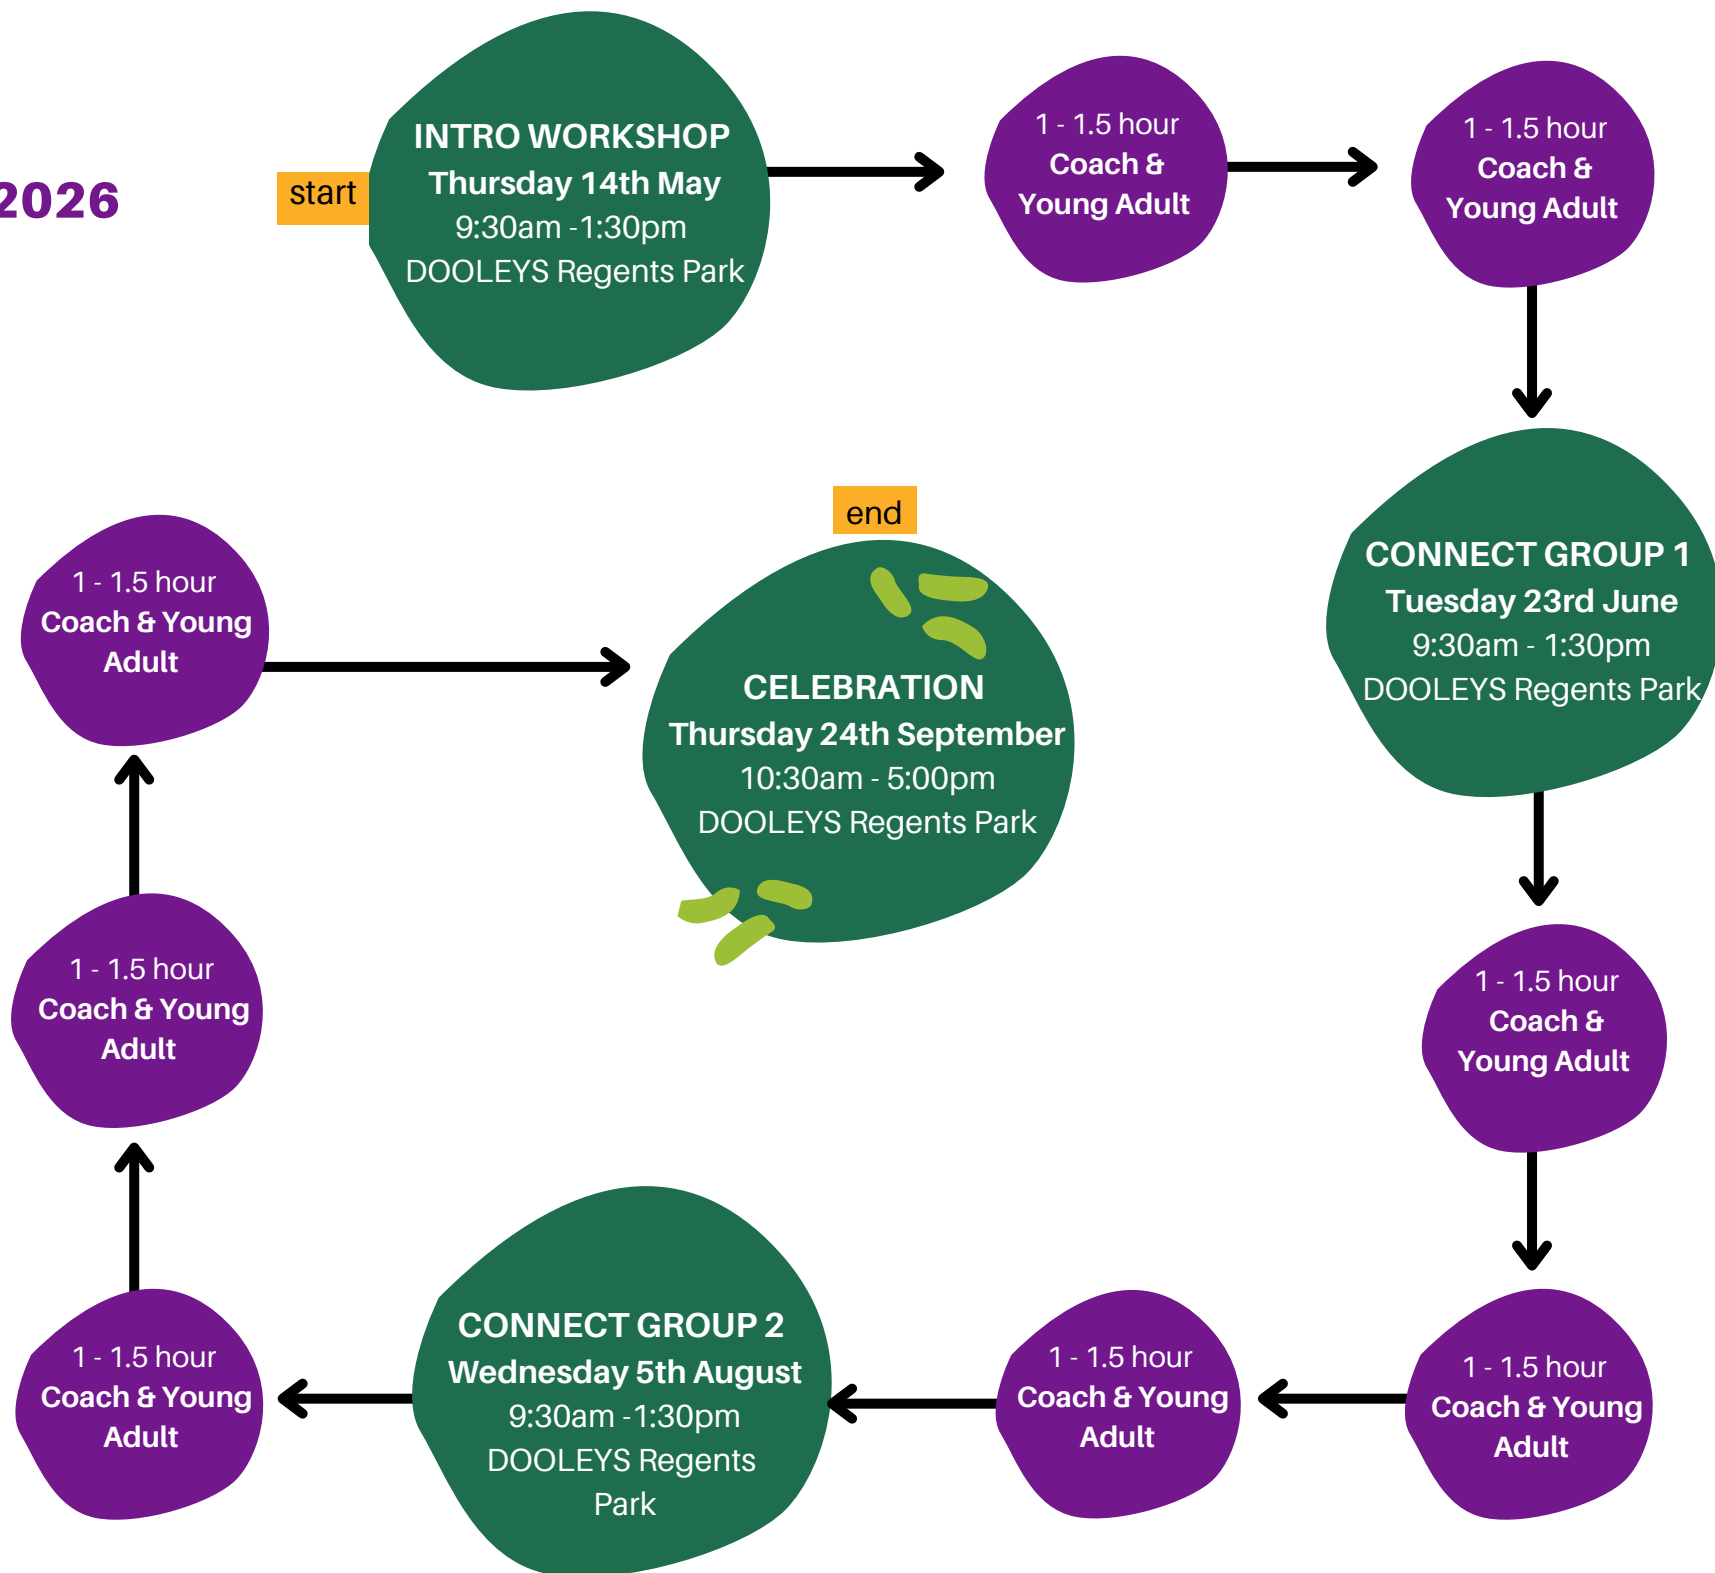 2026
start
INTRO WORKSHOP
Thursday 14th May
9:30am -1:30pm
DOOLEYS Regents Park
1 - 1.5 hour
Coach &
Young Adult
1 - 1.5 hour
Coach &
Young Adult
CONNECT GROUP 1
Tuesday 23rd June
9:30am - 1:30pm
DOOLEYS Regents Park
1 - 1.5 hour
Coach &
Young Adult
1 - 1.5 hour
Coach & Young
Adult
1 - 1.5 hour
Coach & Young
Adult
CONNECT GROUP 2
Wednesday 5th August
9:30am -1:30pm
DOOLEYS Regents
Park
1 - 1.5 hour
Coach & Young
Adult
1 - 1.5 hour
Coach & Young
Adult
1 - 1.5 hour
Coach & Young
Adult
end
CELEBRATION
Thursday 24th September
10:30am - 5:00pm
DOOLEYS Regents Park